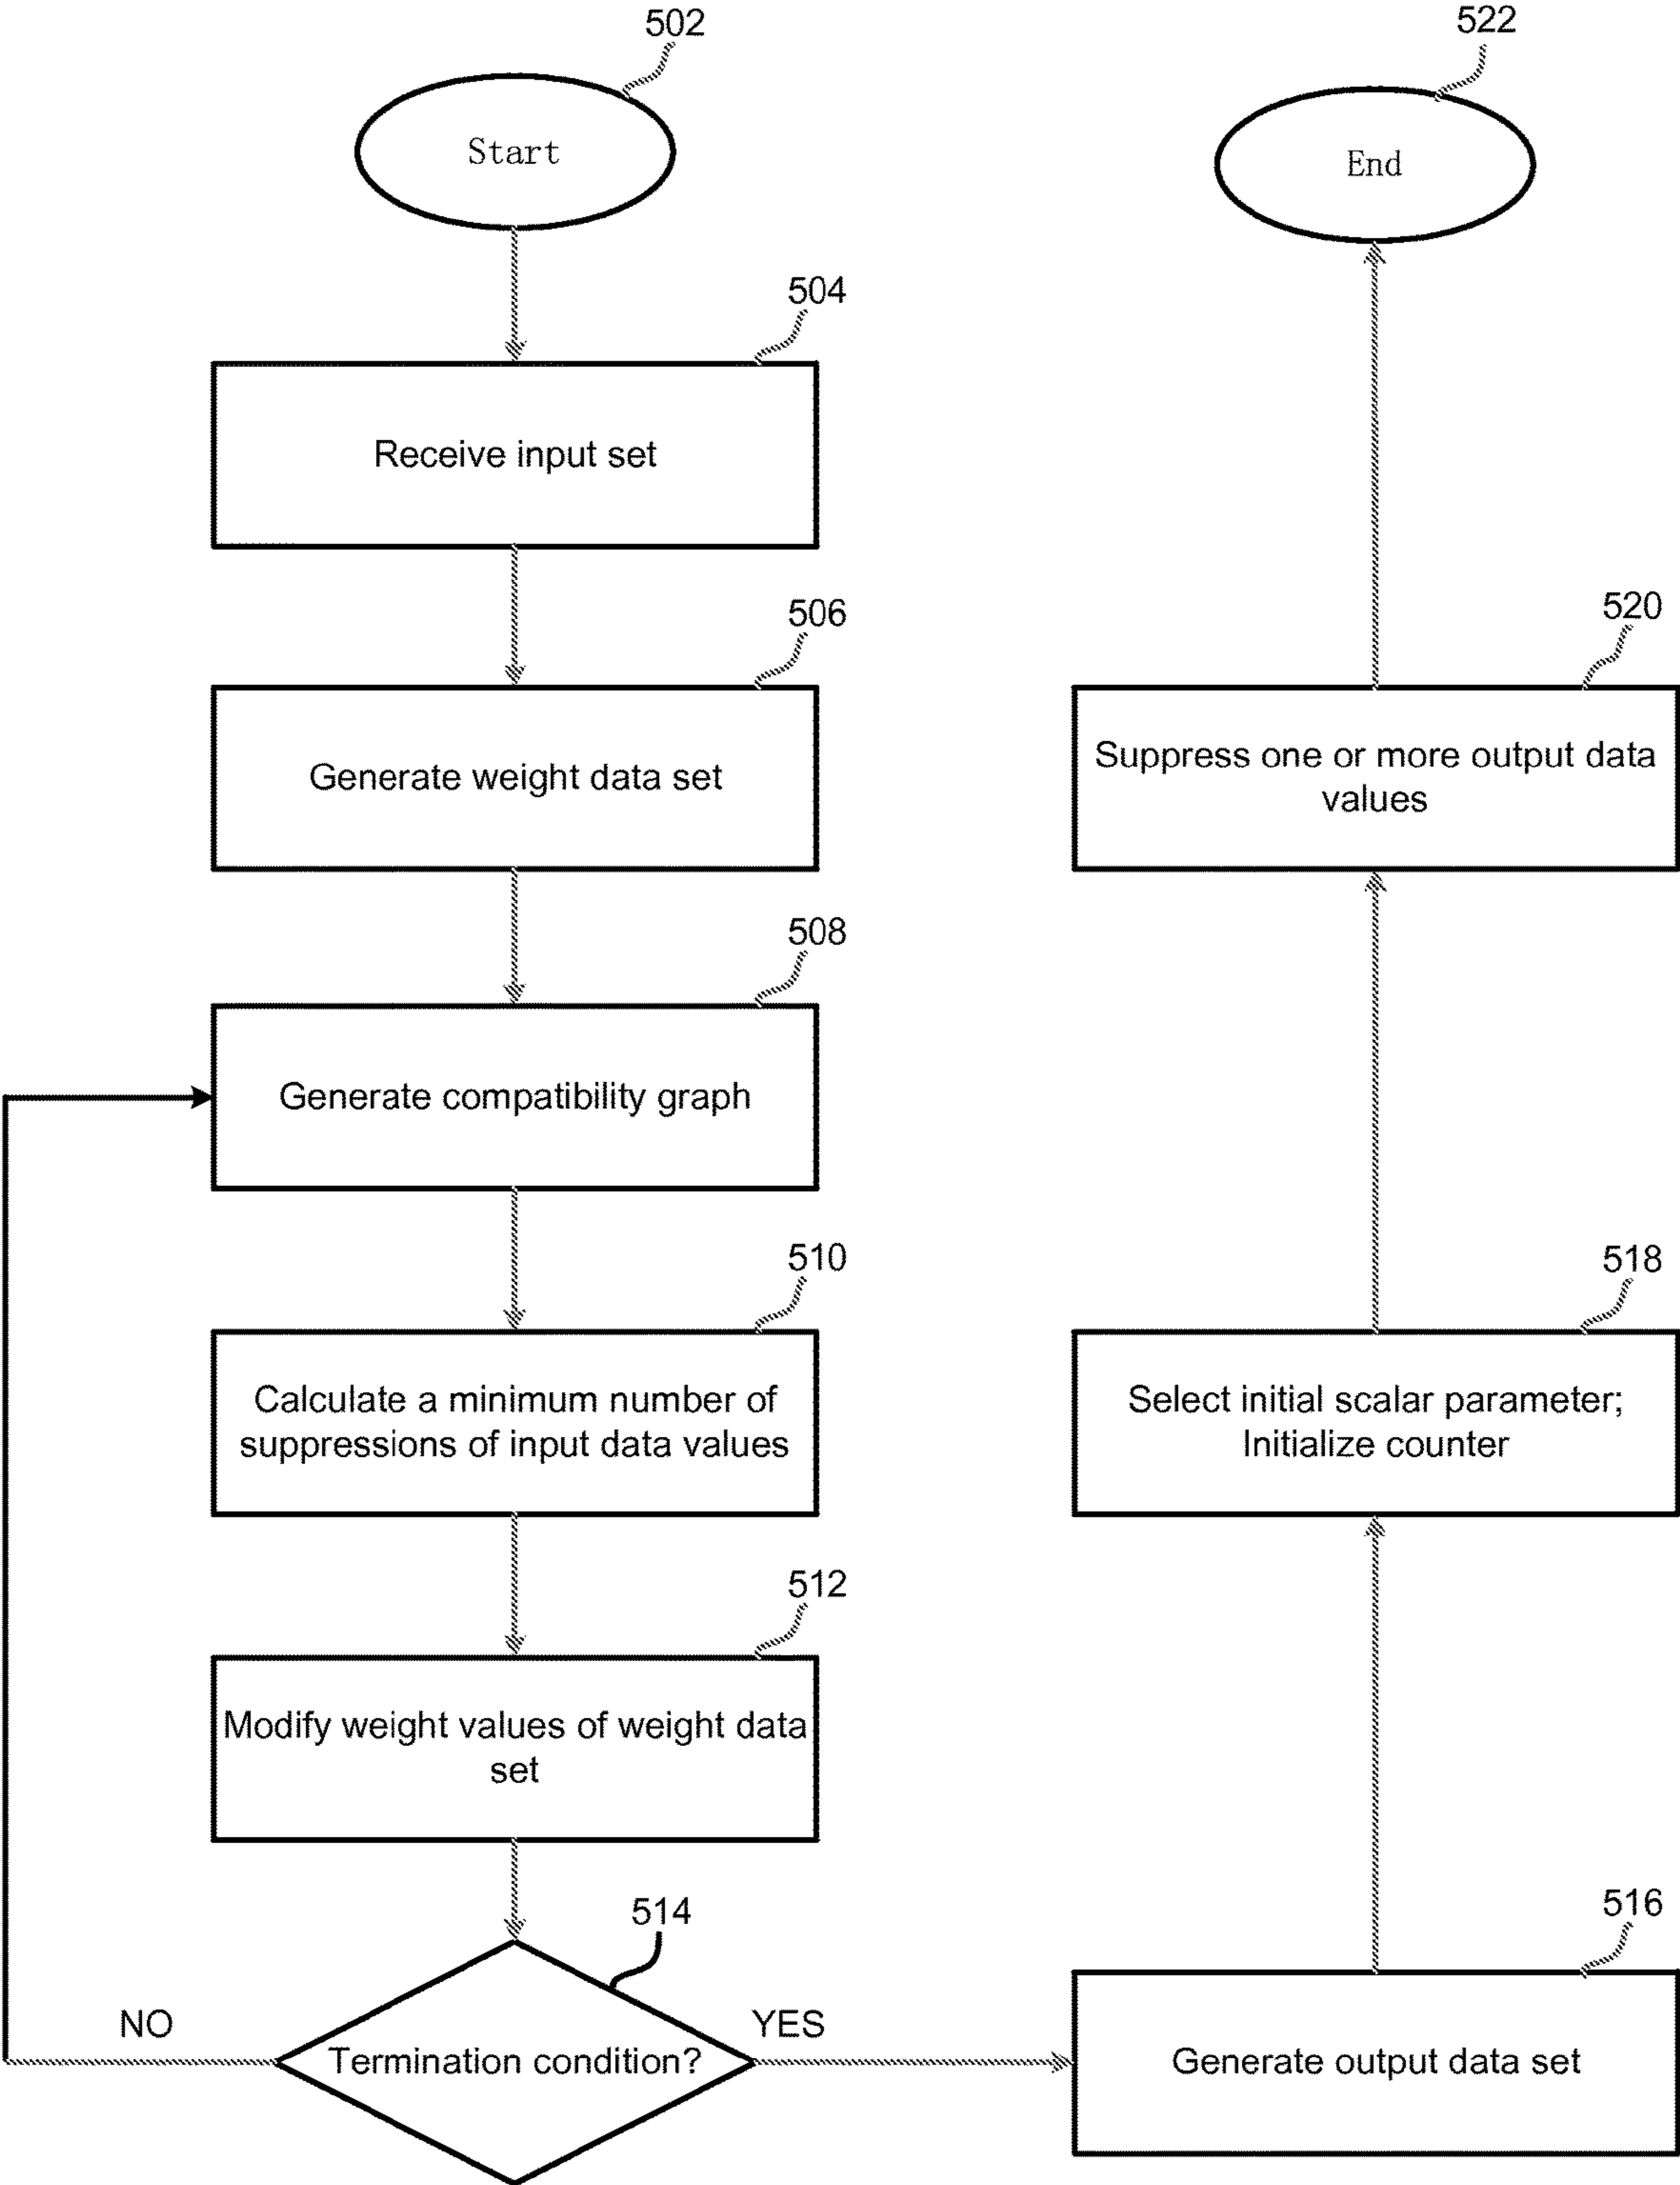 502
Start
504
Receive input set
506
Generate weight data set
508
Generate compatibility graph
510
Calculate a minimum number of
suppressions of input data values
512
Modify weight values of weight data
set
514
NO
Termination condition?
YES
516
Generate output data set
518
Select initial scalar parameter;
Initialize counter
520
Suppress one or more output data
values
522
End